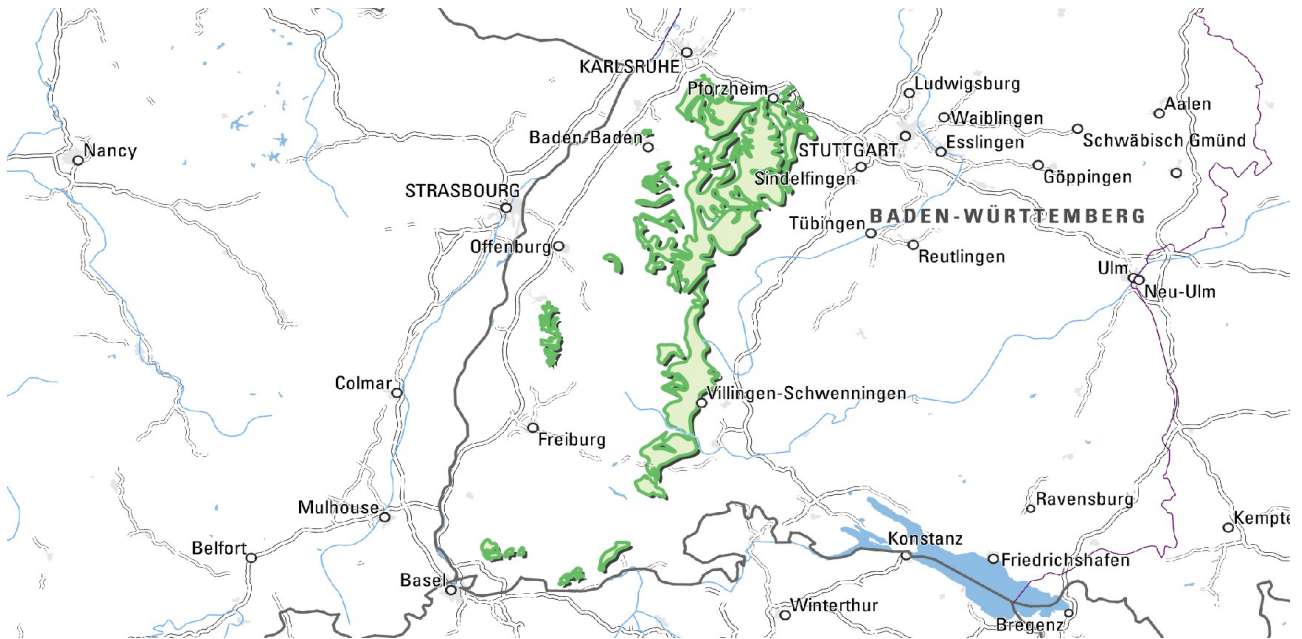 KARLSRUHE
Pforzheim
Ludwigsburg
Aalen
Waiblingen
Baden-Baden
Schwäbisch Gmünd
Nancy
STUTTGART
Esslingen
Sindelfingen
Göppingen
STRASBOURG
Tübingen
BADEN-WÜRTTEMBERG
Offenburg
Reutlingen
Ulm
Neu-Ulm
Colmar
Villingen-Schwenningen
Freiburg
Ravensburg
Mulhouse
Kempte
Belfort
Konstanz
Friedrichshafen
Basel
Winterthur
Bregenz